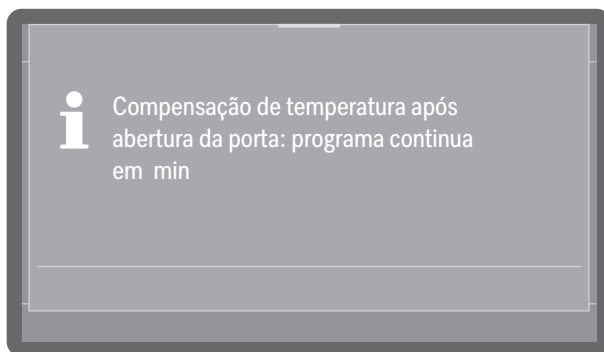 Compensação de temperatura após
abertura da porta: programa continua
em  min